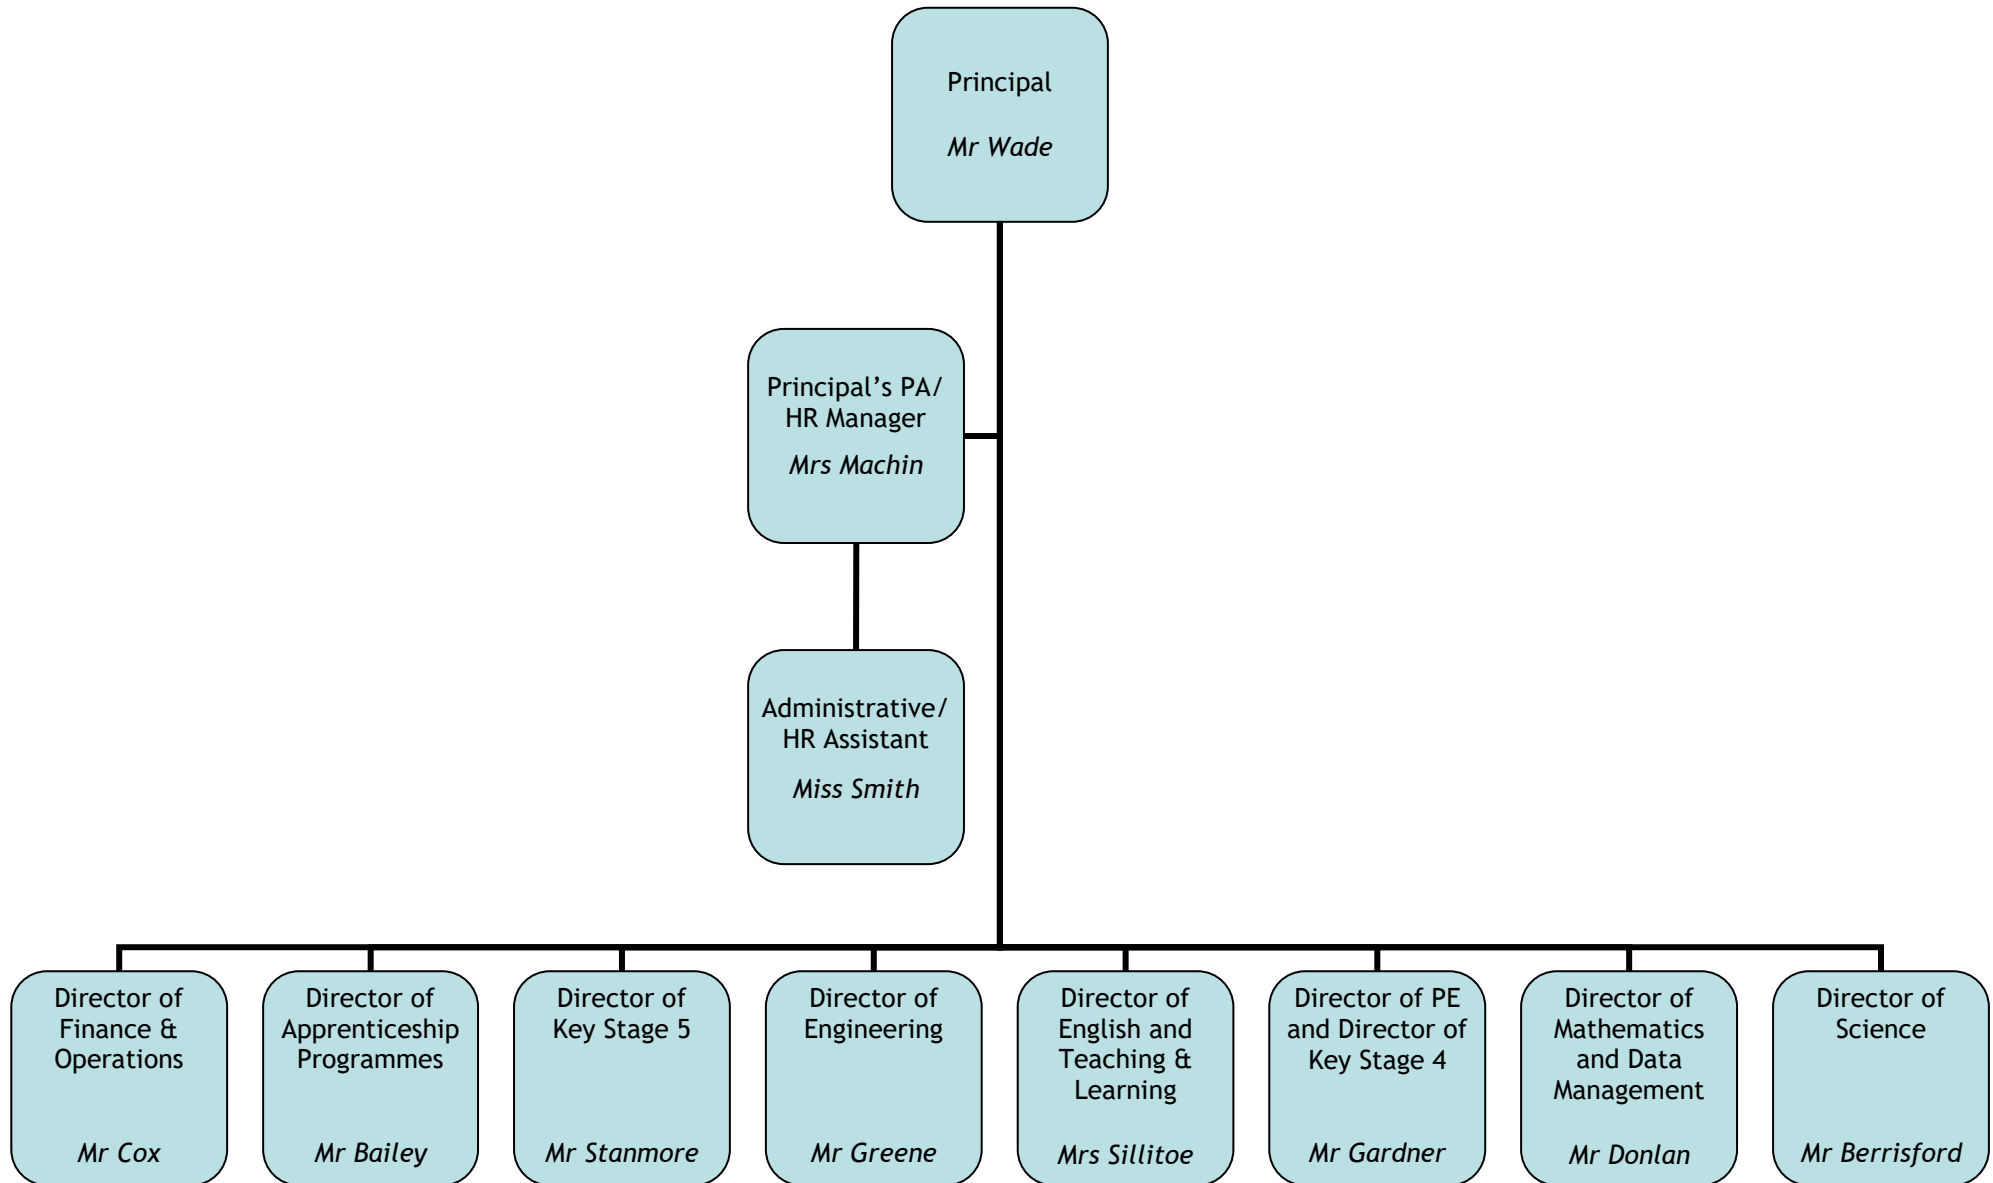 Principal
Mr Wade
Principal’s PA/
HR Manager
Mrs Machin
Administrative/
HR Assistant
Miss Smith
Director of
Finance &
Operations
Mr Cox
Director of
Apprenticeship
Programmes
Mr Bailey
Director of
Key Stage 5
Mr Stanmore
Director of
Engineering
Mr Greene
Director of
English and
Teaching &
Learning
Mrs Sillitoe
Director of PE
and Director of
Key Stage 4
Mr Gardner
Director of
Mathematics
and Data
Management
Mr Donlan
Director of
Science
Mr Berrisford